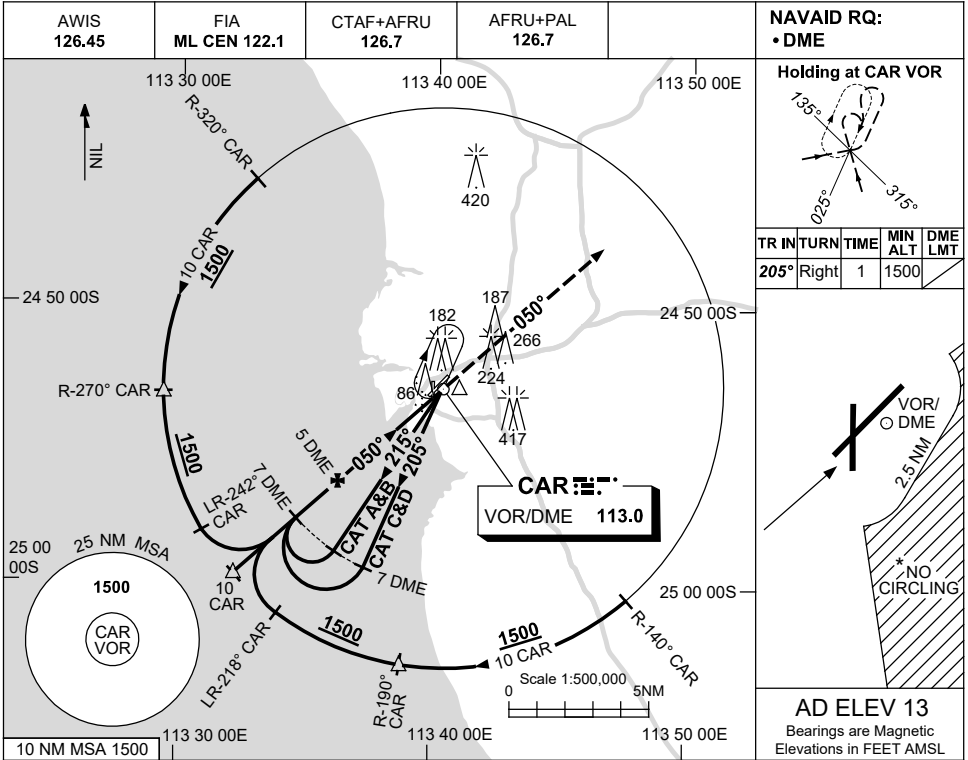 AWIS
126.45
FIA
ML CEN 122.1
CTAF+AFRU
126.7
AFRU+PAL
126.7
NAVAID RQ:
• DME
113 30 00E
113 40 00E
113 50 00E
NIL
R-320° CAR
10 CAR
1500
420
24 50 00S
24 50 00S
187
050°
182
266
224
86
417
R-270° CAR
1500
5 DME
050°
215°
205°
CAT A&B
CAT C&D
LR-242°
CAR
7 DME
7 DME
CAR
VOR/DME 113.0
25 00
00S
25 NM MSA
1500
CAR
VOR
10
CAR
25 00 00S
LR-218° CAR
1500
1500
10 CAR
R-140° CAR
R-190°
CAR
Scale 1:500,000
0 5NM
113 30 00E
113 40 00E
113 50 00E
10 NM MSA 1500
Holding at CAR VOR
135°
025°
315°
TR IN TURN TIME MIN ALT DME LMT
205° Right 1 1500
VOR/
DME
2.5 NM
* NO
CIRCLING
AD ELEV 13
Bearings are Magnetic
Elevations in FEET AMSL